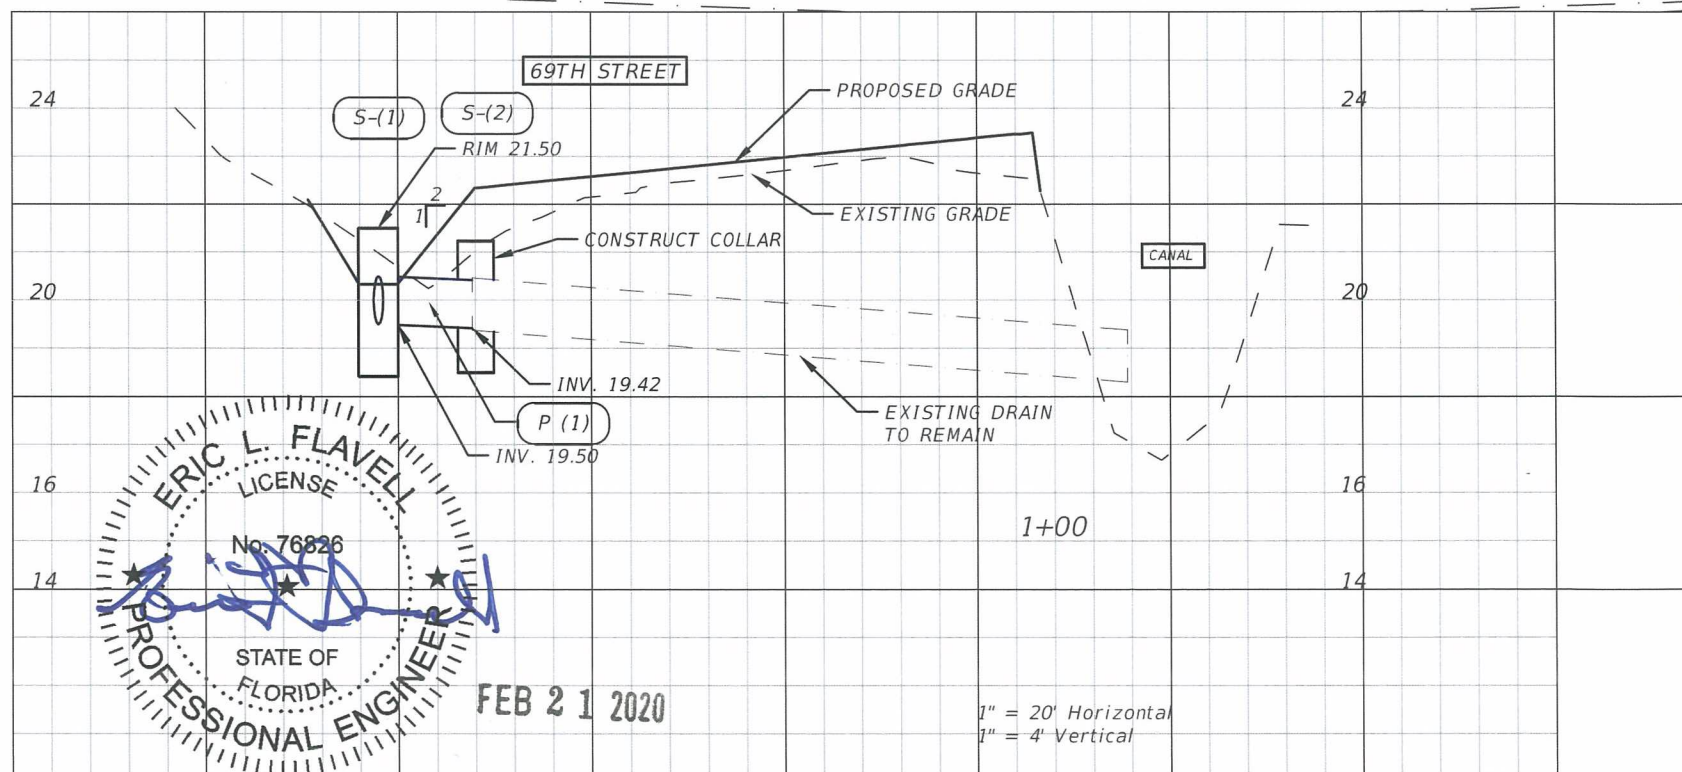 69TH STREET
PROPOSED GRADE
24
24
S-(1)
S-(2)
RIM 21.50
2
1
EXISTING GRADE
CONSTRUCT COLLAR
CANAL
20
20
INV. 19.42
P (1)
EXISTING DRAIN
TO REMAIN
INV. 19.50
ERIC L. FLAVELL
LICENSE
16
16
1+00
No. 76826
14
14
STATE OF
FLORIDA
PROFESSIONAL ENGINEER
FEB 21 2020
1" = 20' Horizontal
1" = 4' Vertical